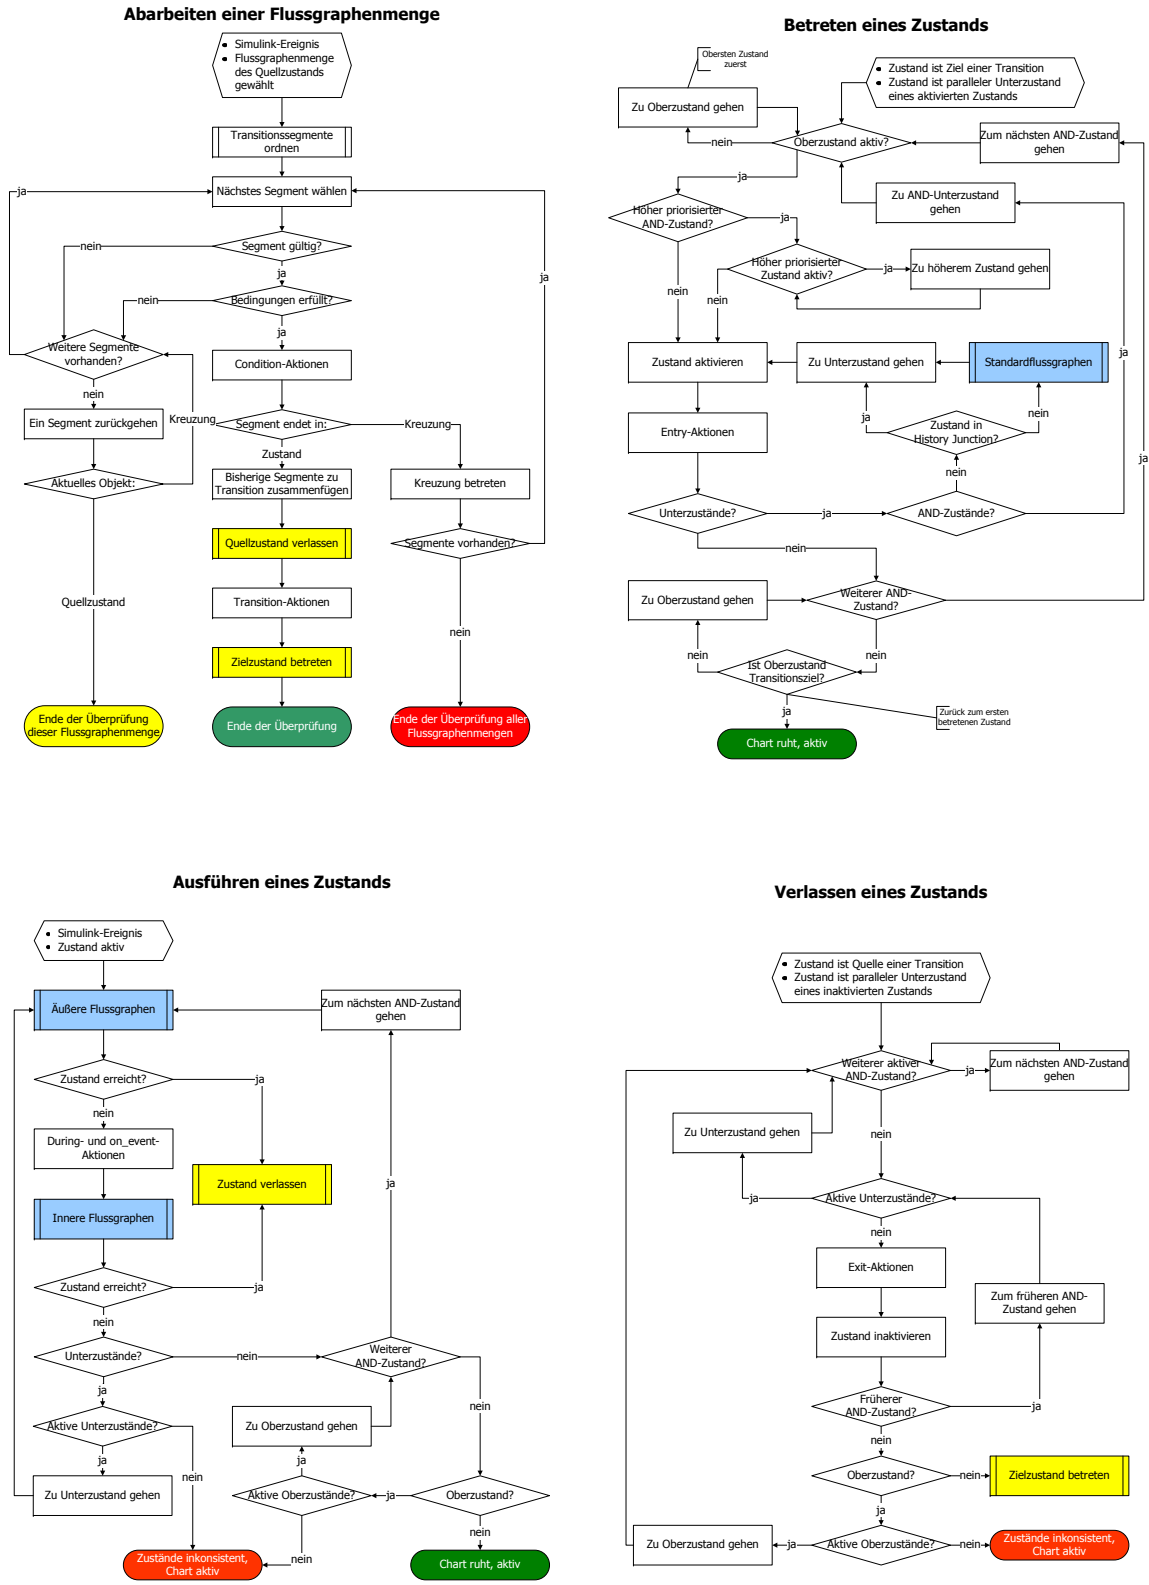 Abarbeiten einer Flussgraphenmenge
Simulink-Ereignis
Flussgraphenmenge
des Quellzustands
gewählt
Transitionssegmente
ordnen
ja
Nächstes Segment wählen
nein
Segment gültig?
ja
ja
nein
Bedingungen erfüllt?
ja
Weitere Segmente
vorhanden?
Condition-Aktionen
nein
Ein Segment zurückgehen
Kreuzung
Segment endet in:
Kreuzung
Zustand
Aktuelles Objekt:
Bisherige Segmente zu
Transition zusammenfügen
Kreuzung betreten
Quellzustand verlassen
Segmente vorhanden?
Quellzustand
Transition-Aktionen
nein
Zielzustand betreten
Ende der Überprüfung
dieser Flussgraphenmenge
Ende der Überprüfung
Ende der Überprüfung aller
Flussgraphenmengen
Betreten eines Zustands
Obersten Zustand
zuerst
Zustand ist Ziel einer Transition
Zustand ist paralleler Unterzustand
eines aktivierten Zustands
Zu Oberzustand gehen
nein
Oberzustand aktiv?
Zum nächsten AND-Zustand
gehen
ja
Zu AND-Unterzustand
gehen
Höher priorisierter
AND-Zustand?
ja
Höher priorisierter
Zustand aktiv?
ja
Zu höherem Zustand gehen
nein
nein
Zustand aktivieren
Zu Unterzustand gehen
Standardflussgraphen
ja
ja
nein
Entry-Aktionen
Zustand in
History Junction?
ja
nein
Unterzustände?
ja
AND-Zustände?
nein
Zu Oberzustand gehen
Weiterer AND-
Zustand?
nein
nein
Ist Oberzustand
Transitionsziel?
ja
Zurück zum ersten
betretenen Zustand
Chart ruht, aktiv
Ausführen eines Zustands
Simulink-Ereignis
Zustand aktiv
Äußere Flussgraphen
Zum nächsten AND-Zustand
gehen
Zustand erreicht?
ja
nein
During- und on_event-
Aktionen
Zustand verlassen
ja
Innere Flussgraphen
Zustand erreicht?
ja
nein
Unterzustände?
nein
Weiterer
AND-Zustand?
ja
nein
Aktive Unterzustände?
Zu Oberzustand gehen
ja
nein
ja
Zu Unterzustand gehen
Aktive Oberzustände?
ja
Oberzustand?
nein
nein
Zustände inkonsistent,
Chart aktiv
Chart ruht, aktiv
Verlassen eines Zustands
Zustand ist Quelle einer Transition
Zustand ist paralleler Unterzustand
eines inaktivierten Zustands
Weiterer aktiver
AND-Zustand?
ja
Zum nächsten AND-Zustand
gehen
Zu Unterzustand gehen
nein
ja
Aktive Unterzustände?
nein
Exit-Aktionen
Zum früheren AND-
Zustand gehen
Zustand inaktivieren
Früherer
AND-Zustand?
ja
nein
Oberzustand?
nein
Zielzustand betreten
ja
Zu Oberzustand gehen
ja
Aktive Oberzustände?
nein
Zustände inkonsistent,
Chart aktiv